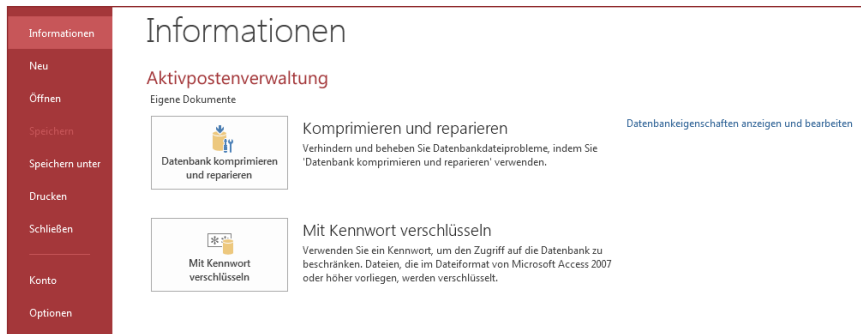 Informationen
Neu
Öffnen
Speichern
Speichern unter
Drucken
Schließen
Konto
Optionen
Informationen
Aktivpostenverwaltung
Eigene Dokumente
Datenbank komprimieren
und reparieren
Komprimieren und reparieren
Verhindern und beheben Sie Datenbankdateiprobleme, indem Sie
'Datenbank komprimieren und reparieren' verwenden.
Datenbankeigenschaften anzeigen und bearbeiten
Mit Kennwort
verschlüsseln
Mit Kennwort verschlüsseln
Verwenden Sie ein Kennwort, um den Zugriff auf die Datenbank zu
beschränken. Dateien, die im Dateiformat von Microsoft Access 2007
oder höher vorliegen, werden verschlüsselt.